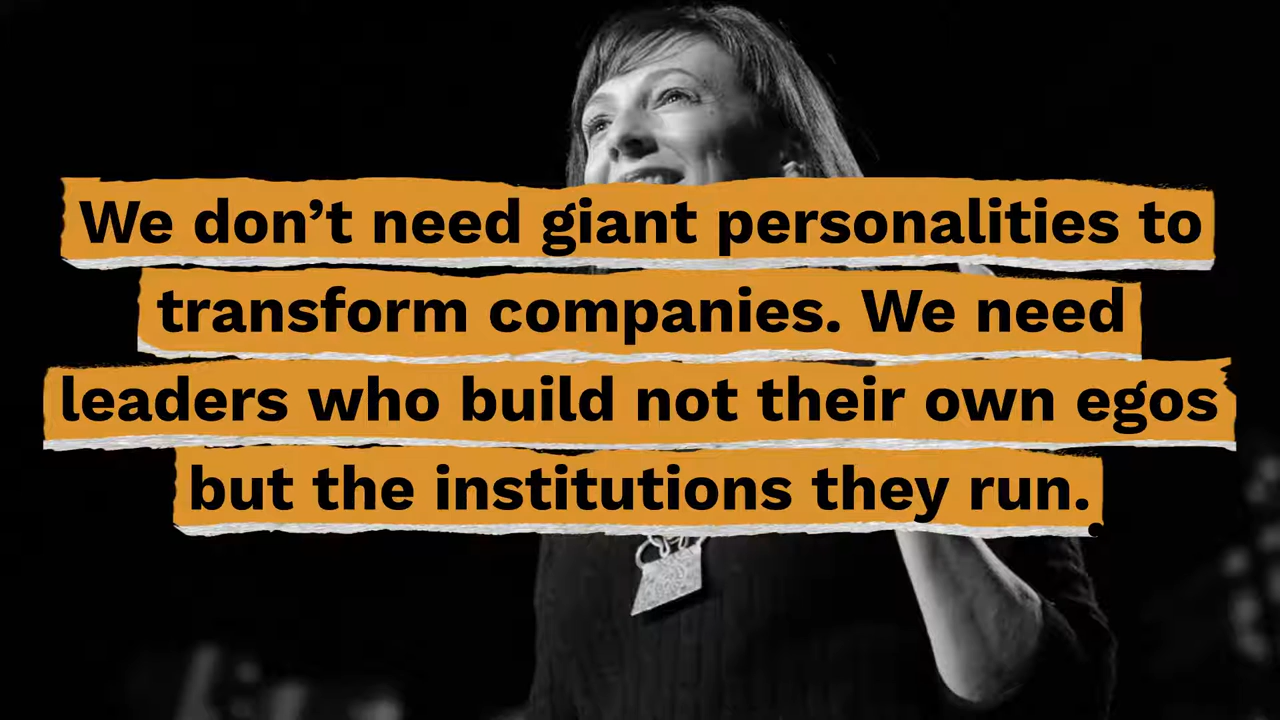 We don’t need giant personalities to
transform companies. We need
leaders who build not their own egos
but the institutions they run.